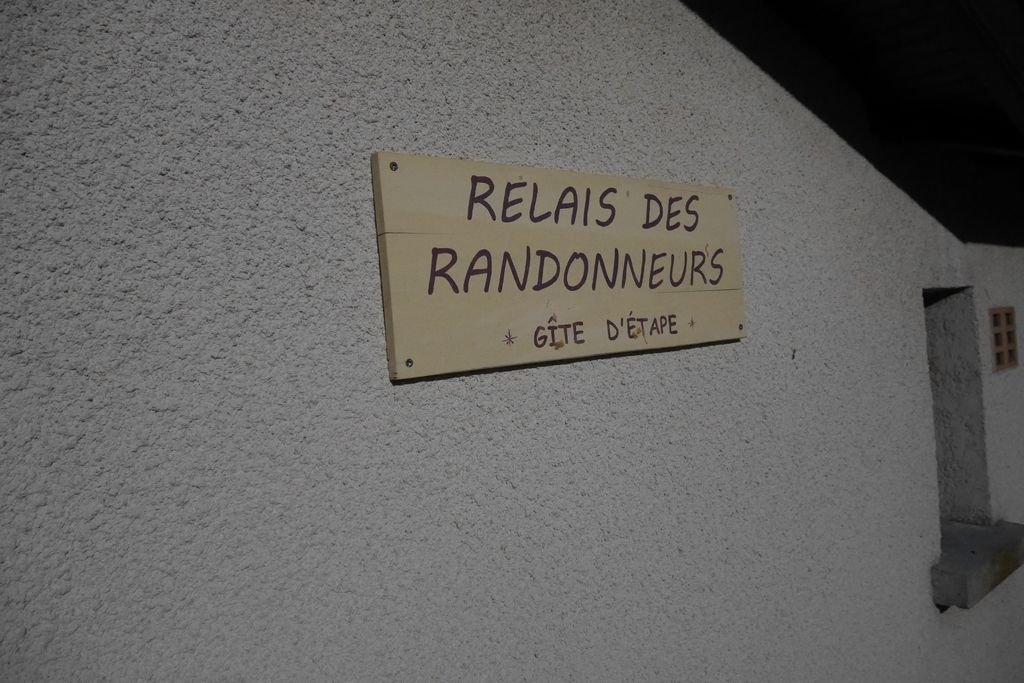 RELAIS DES
RANDONNEURS
* GÎTE D'ÉTAPE *